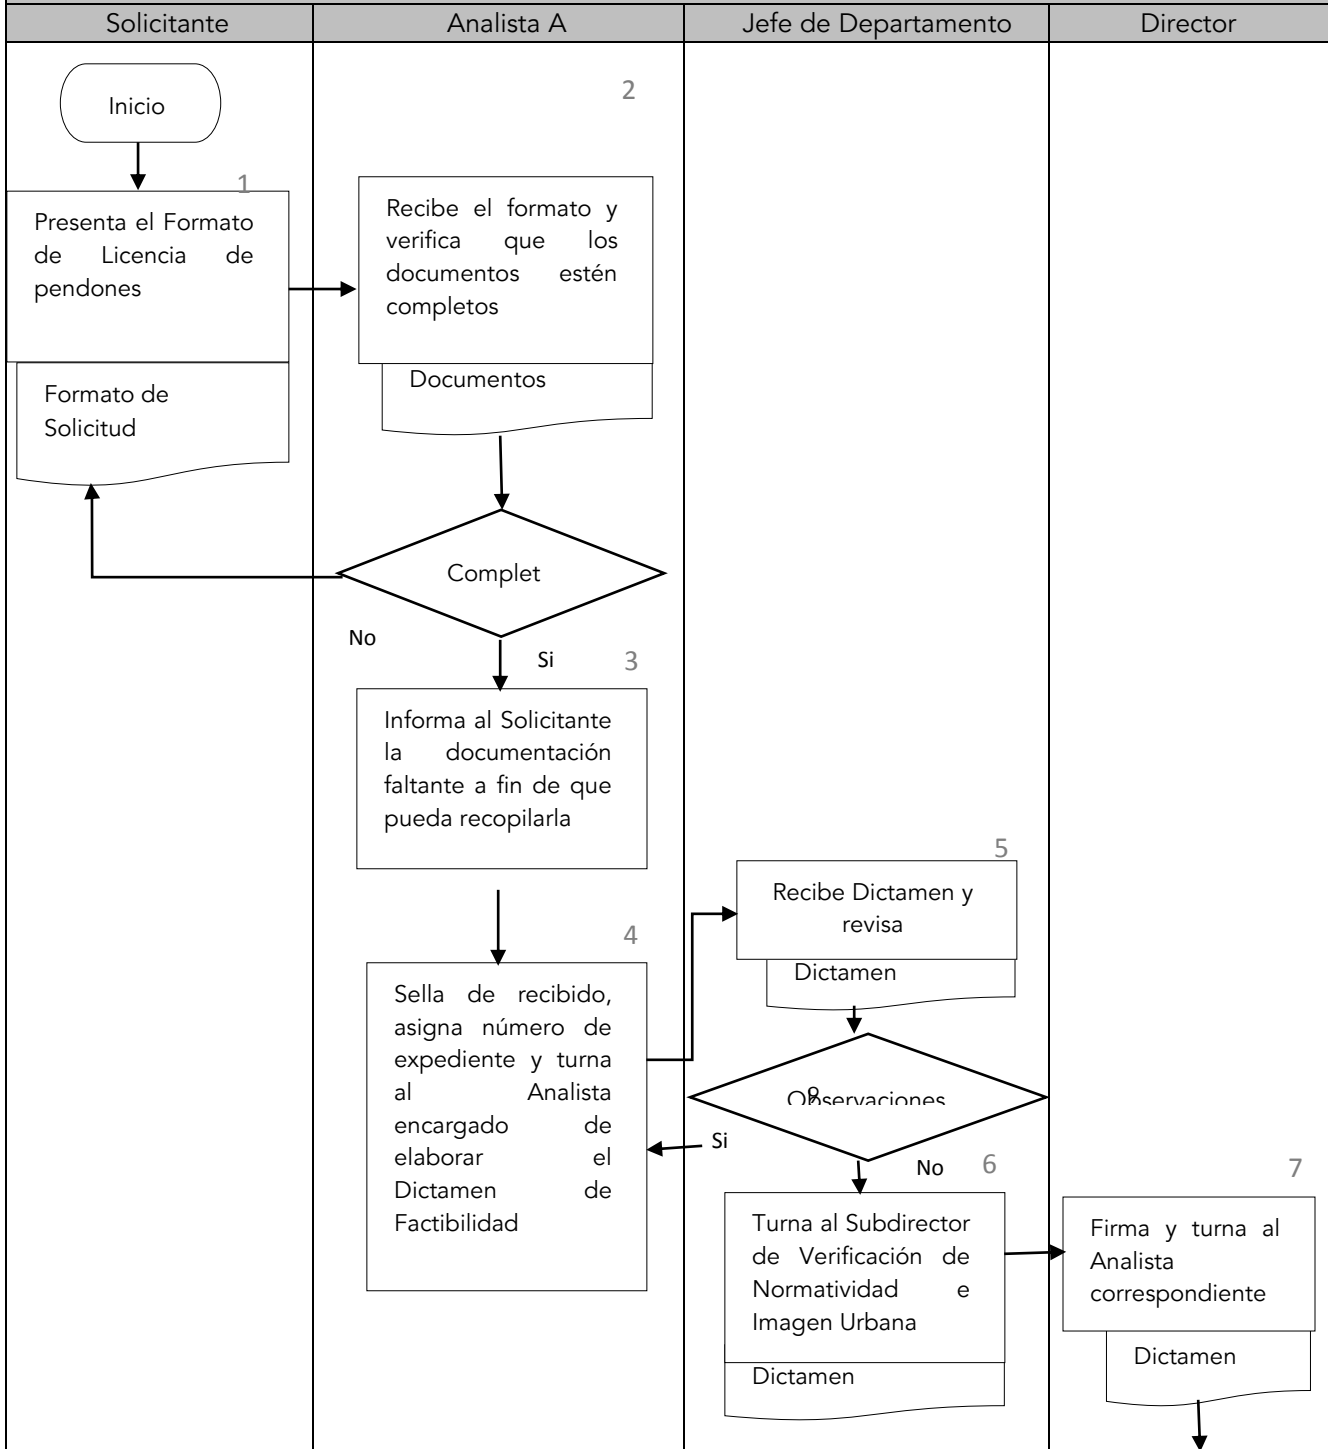 Solicitante
Analista A
Jefe de Departamento
Director
Inicio
1
Presenta el Formato
de Licencia de
pendones
Formato de
Solicitud
2
Recibe el formato y
verifica que los
documentos estén
completos
Documentos
Complet
No
Si
3
Informa al Solicitante
la documentación
faltante a fin de que
pueda recopilarla
4
Sella de recibido,
asigna número de
expediente y turna
al Analista
encargado de
elaborar el
Dictamen de
Factibilidad
5
Recibe Dictamen y
revisa
Dictamen
Observaciones
Si
No
6
Turna al Subdirector
de Verificación de
Normatividad e
Imagen Urbana
Dictamen
7
Firma y turna al
Analista
correspondiente
Dictamen